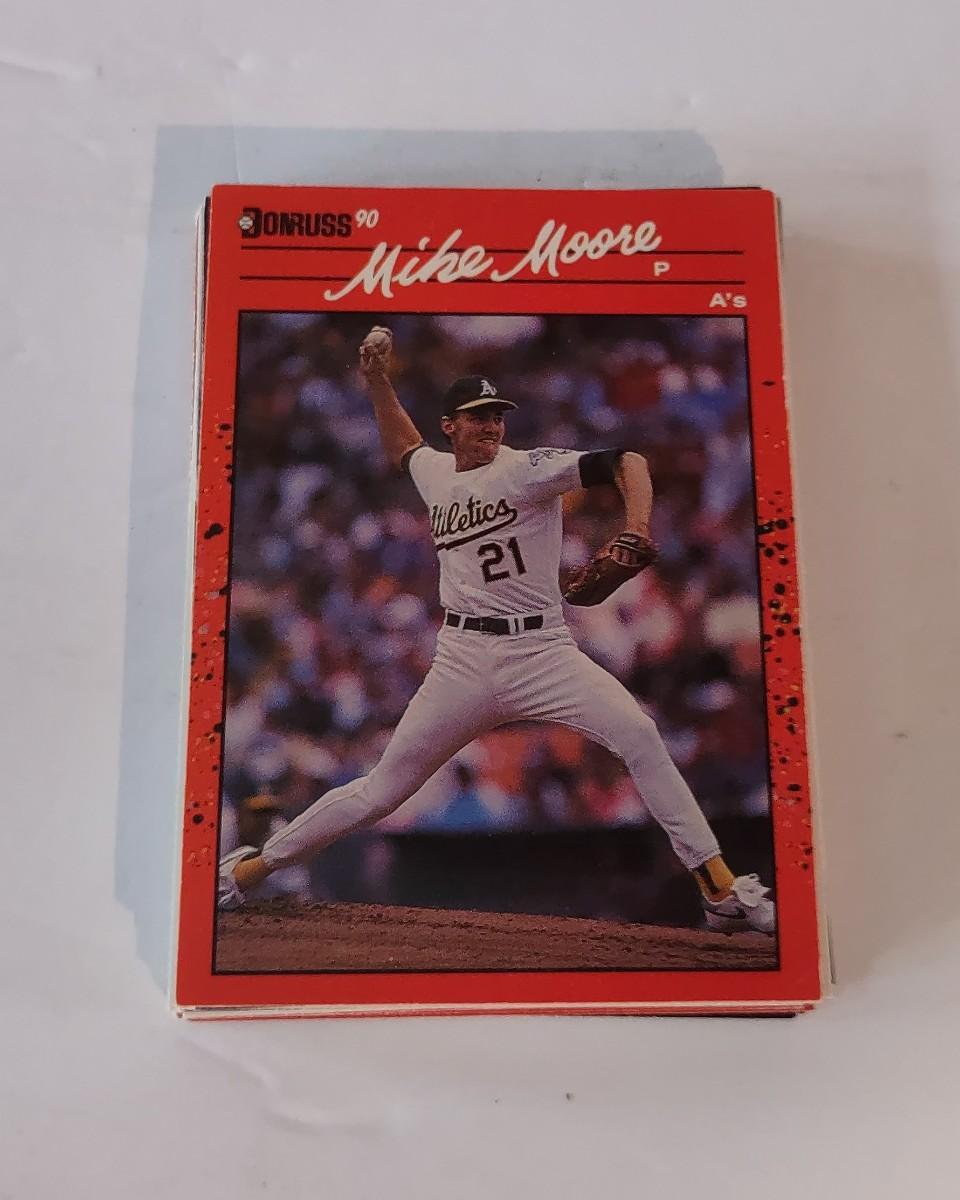 DONRUSS 90
Mike Moore
P
A's
A's
Athletics
21